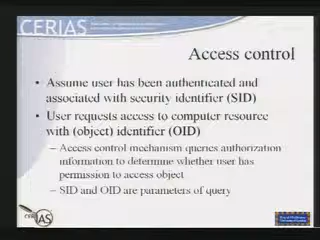 CERIAS
Access control
• Assume user has been authenticated and
associated with security identifier (SID)
• User requests access to computer resource
with (object) identifier (OID)
– Access control mechanism queries authorization
information to determine whether user has
permission to access object
– SID and OID are parameters of query